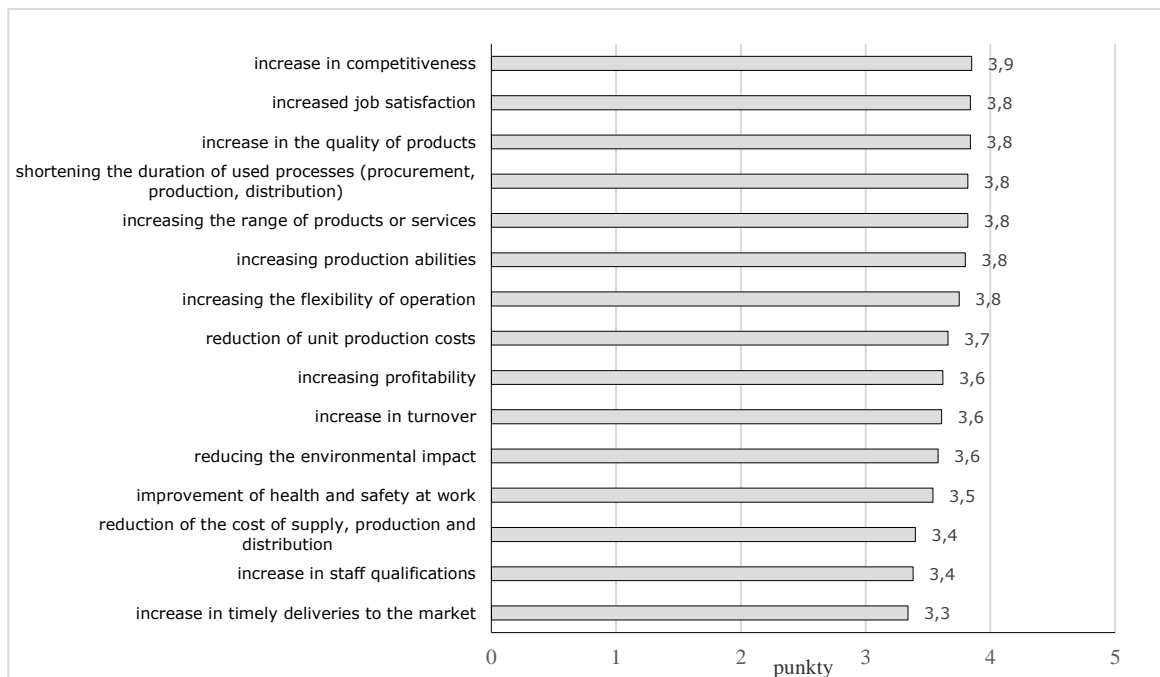 increase in competitiveness 3,9
increased job satisfaction 3,8
increase in the quality of products 3,8
shortening the duration of used processes (procurement,
production, distribution) 3,8
increasing the range of products or services 3,8
increasing production abilities 3,8
increasing the flexibility of operation 3,8
reduction of unit production costs 3,7
increasing profitability 3,6
increase in turnover 3,6
reducing the environmental impact 3,6
improvement of health and safety at work 3,5
reduction of the cost of supply, production and
distribution 3,4
increase in staff qualifications 3,4
increase in timely deliveries to the market 3,3
0 1 2 3 4 5
punkty